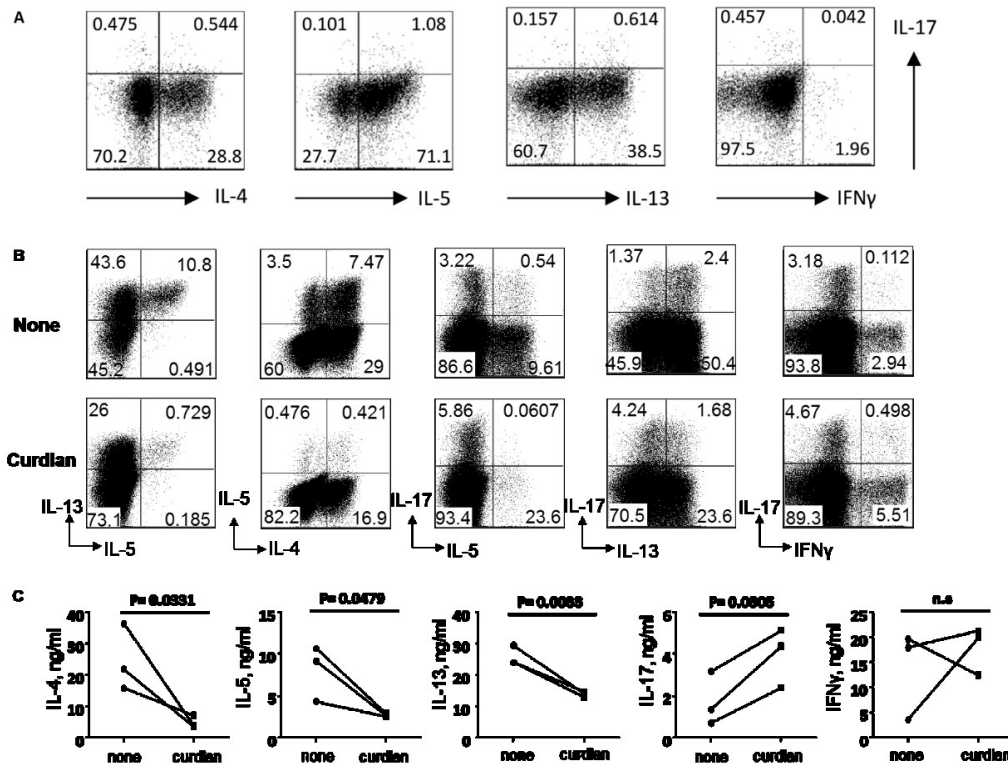 A
0.475 0.544 0.101 1.08 0.157 0.614 0.457 0.042 IL-17
70.2 28.8 27.7 71.1 60.7 38.5 97.5 1.96
IL-4 IL-5 IL-13 IFNγ
B
43.6 10.8 3.5 7.47 3.22 0.54 1.37 2.4 3.18 0.112
None
45.2 0.491 60 29 86.6 9.61 45.9 50.4 93.8 2.94
26 0.729 0.476 0.421 5.86 0.0607 4.24 1.68 4.67 0.498
Curdian
IL-13 IL-5 IL-17 IL-17 IL-17
73.1 0.185 82.2 16.9 93.4 23.6 70.5 23.6 89.3 5.51
IL-5 IL-4 IL-5 IL-13 IFNγ
C
P= 0.0331 P= 0.0479 P= 0.0065 P= 0.0506 n.s
IL-4, ng/ml IL-5, ng/ml IL-13, ng/ml IL-17, ng/ml IFNγ, ng/ml
40 30 20 10 0
15 10 5 0
40 30 20 10 0
6 4 2 0
25 20 15 10 5 0
none curdian none curdian none curdian none curdian none curdian